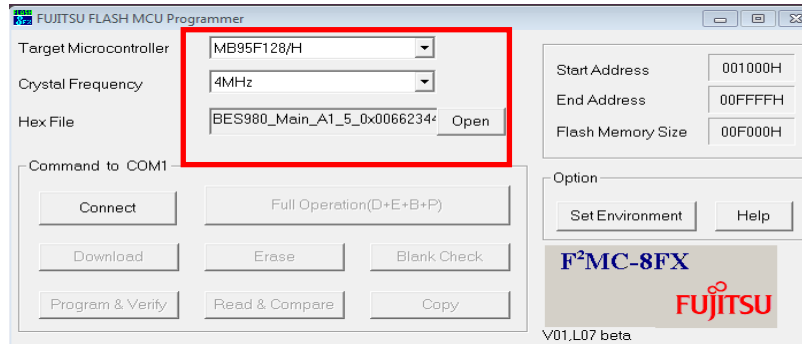 FUJITSU FLASH MCU Programmer
Target Microcontroller MB95F128/H
Crystal Frequency 4MHz
Hex File BES980_Main_A1_5_0x00662344 Open
Start Address 001000H
End Address 00FFFFH
Flash Memory Size 00F000H
Command to COM1
Connect Full Operation(D+E+B+P)
Download Erase Blank Check
Program & Verify Read & Compare Copy
Option
Set Environment Help
F²MC-8FX
FUJITSU
V01,L07 beta